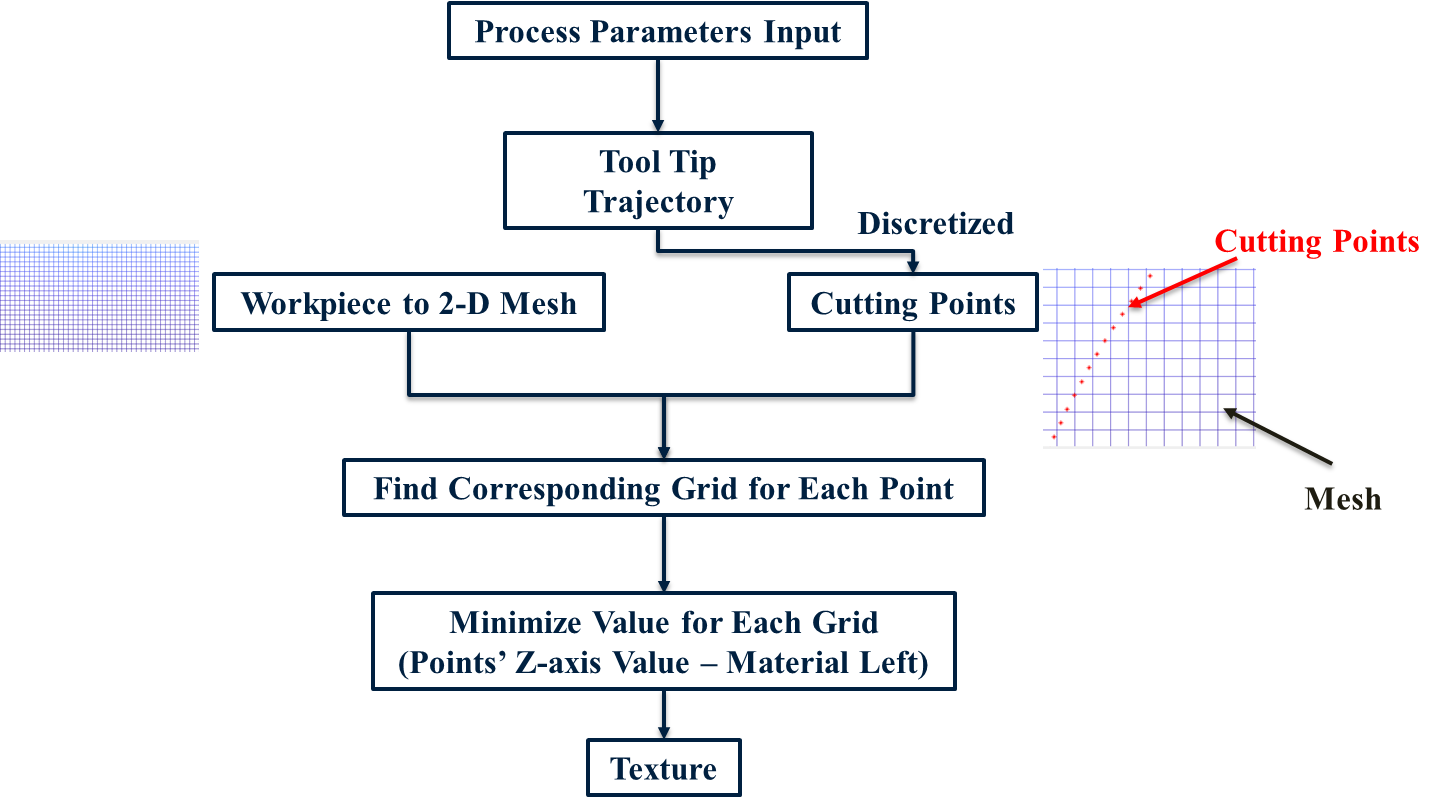 Process Parameters Input
Tool Tip
Trajectory
Discretized
Cutting Points
Workpiece to 2-D Mesh
Cutting Points
Mesh
Find Corresponding Grid for Each Point
Minimize Value for Each Grid
(Points’ Z-axis Value – Material Left)
Texture